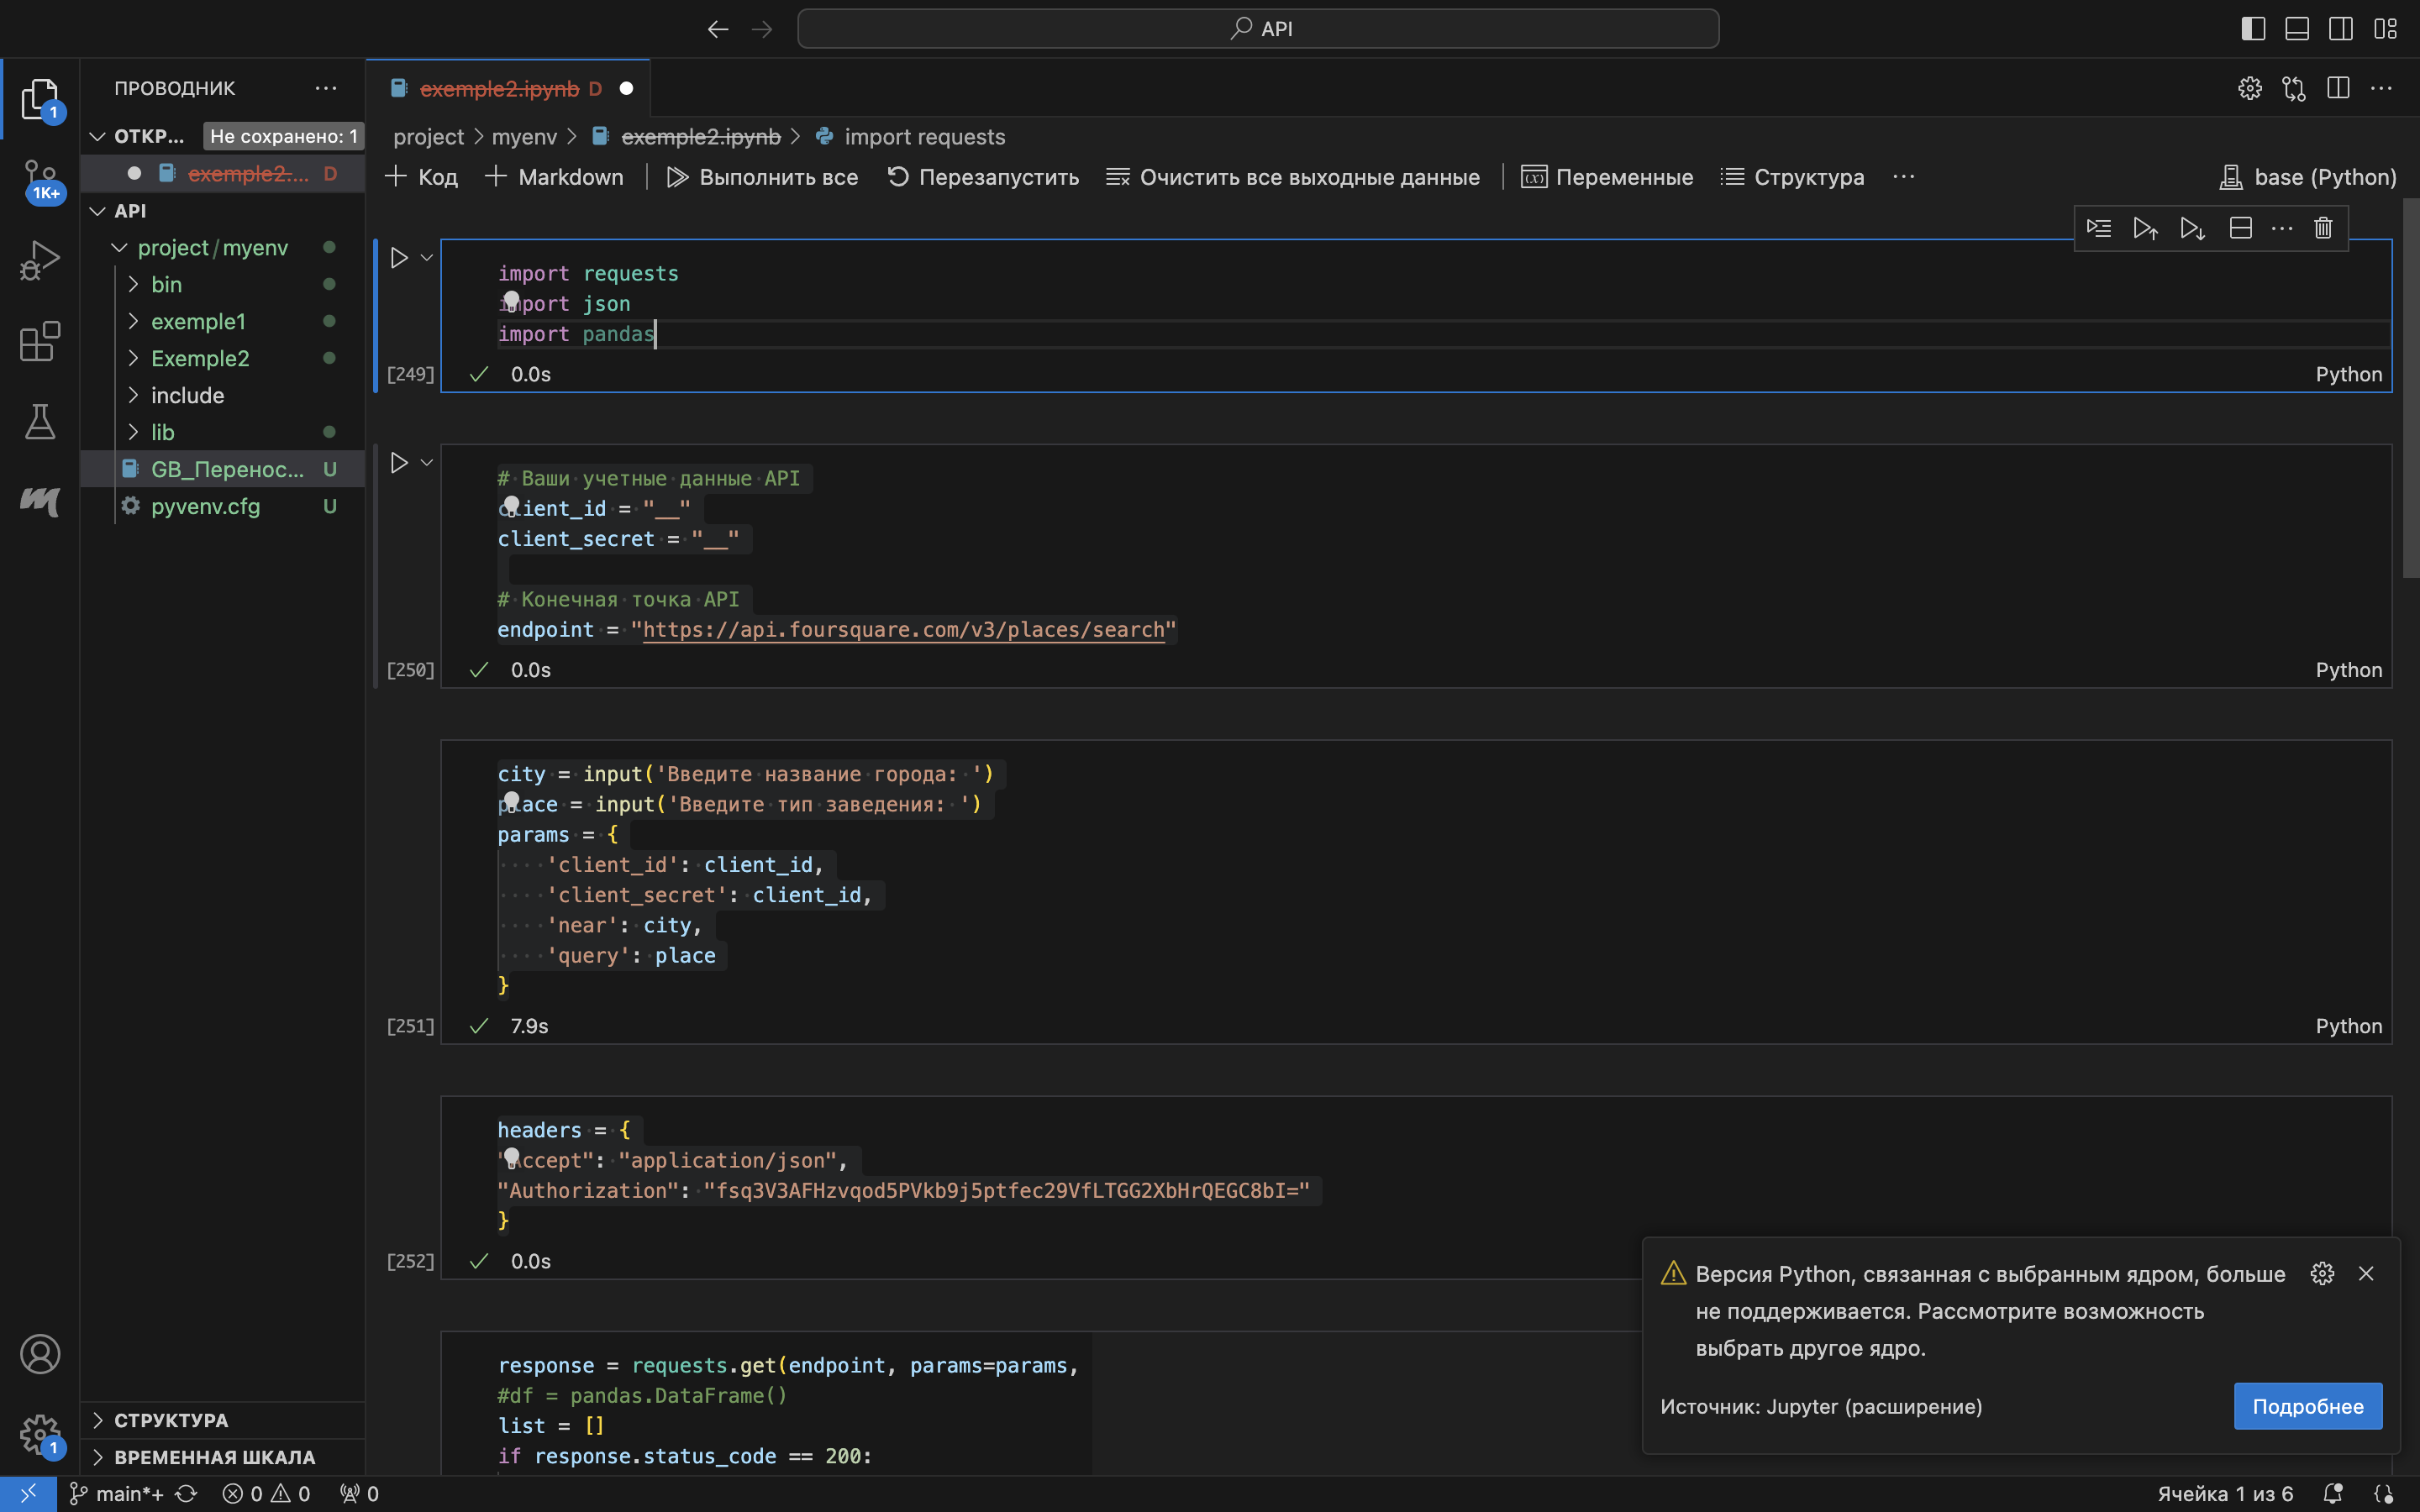 API
ПРОВОДНИК
ОТКР... Не сохранено: 1
exemple2.... D
API
project / myenv
bin
exemple1
Exemple2
include
lib
GB_Перенос... U
pyvenv.cfg U
СТРУКТУРА
ВРЕМЕННАЯ ШКАЛА
1
1K+
1
exemple2.ipynb D
project > myenv > exemple2.ipynb > import requests
+ Код + Markdown Выполнить все Перезапустить Очистить все выходные данные Переменные Структура ... base (Python)
import requests
import json
import pandas
[249] 0.0s Python
# Ваши учетные данные API
client_id = "__"
client_secret = "__"
# Конечная точка API
endpoint = "https://api.foursquare.com/v3/places/search"
[250] 0.0s Python
city = input('Введите название города: ')
place = input('Введите тип заведения: ')
params = {
'client_id': client_id,
'client_secret': client_id,
'near': city,
'query': place
}
[251] 7.9s Python
headers = {
"Accept": "application/json",
"Authorization": "fsq3V3AFHzvqod5PVkb9j5ptfec29VfLTGG2XbHrQEGC8bI="
}
[252] 0.0s
response = requests.get(endpoint, params=params,
#df = pandas.DataFrame()
list = []
if response.status_code == 200:
Версия Python, связанная с выбранным ядром, больше
не поддерживается. Рассмотрите возможность
выбрать другое ядро.
Источник: Jupyter (расширение) Подробнее
main*+ 0 0 0 Ячейка 1 из 6